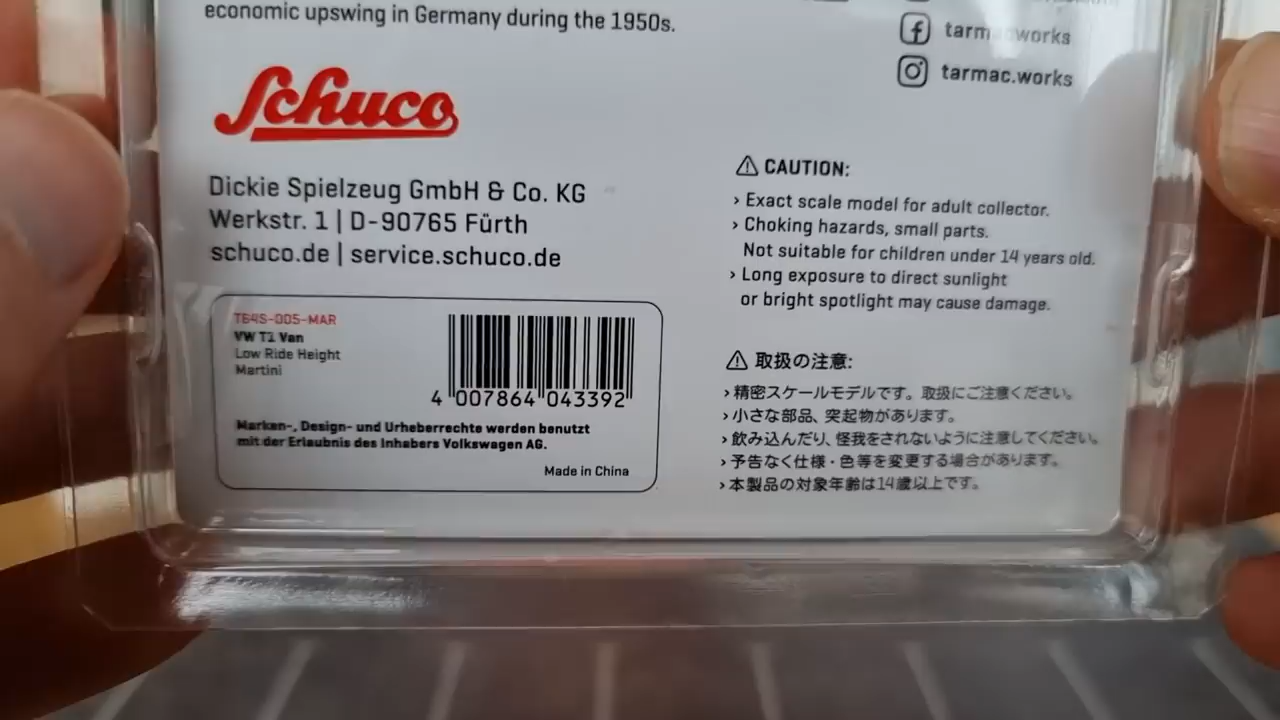 economic upswing in Germany during the 1950s.
tarmacworks
tarmac.works
Schuco
Dickie Spielzeug GmbH & Co. KG
Werkstr. 1 | D-90765 Fürth
schuco.de | service.schuco.de
T64S-005-MAR
VW T1 Van
Low Ride Height
Martini
4 007864 043392
Marken-, Design- und Urheberrechte werden benutzt
mit der Erlaubnis des Inhabers Volkswagen AG.
Made in China
⚠ CAUTION:
› Exact scale model for adult collector.
› Choking hazards, small parts.
Not suitable for children under 14 years old.
› Long exposure to direct sunlight
or bright spotlight may cause damage.
⚠ 取扱の注意:
› 精密スケールモデルです。取扱にご注意ください。
› 小さな部品、突起物があります。
› 飲み込んだり、怪我をされないように注意してください。
› 予告なく仕様・色等を変更する場合があります。
› 本製品の対象年齢は14歳以上です。